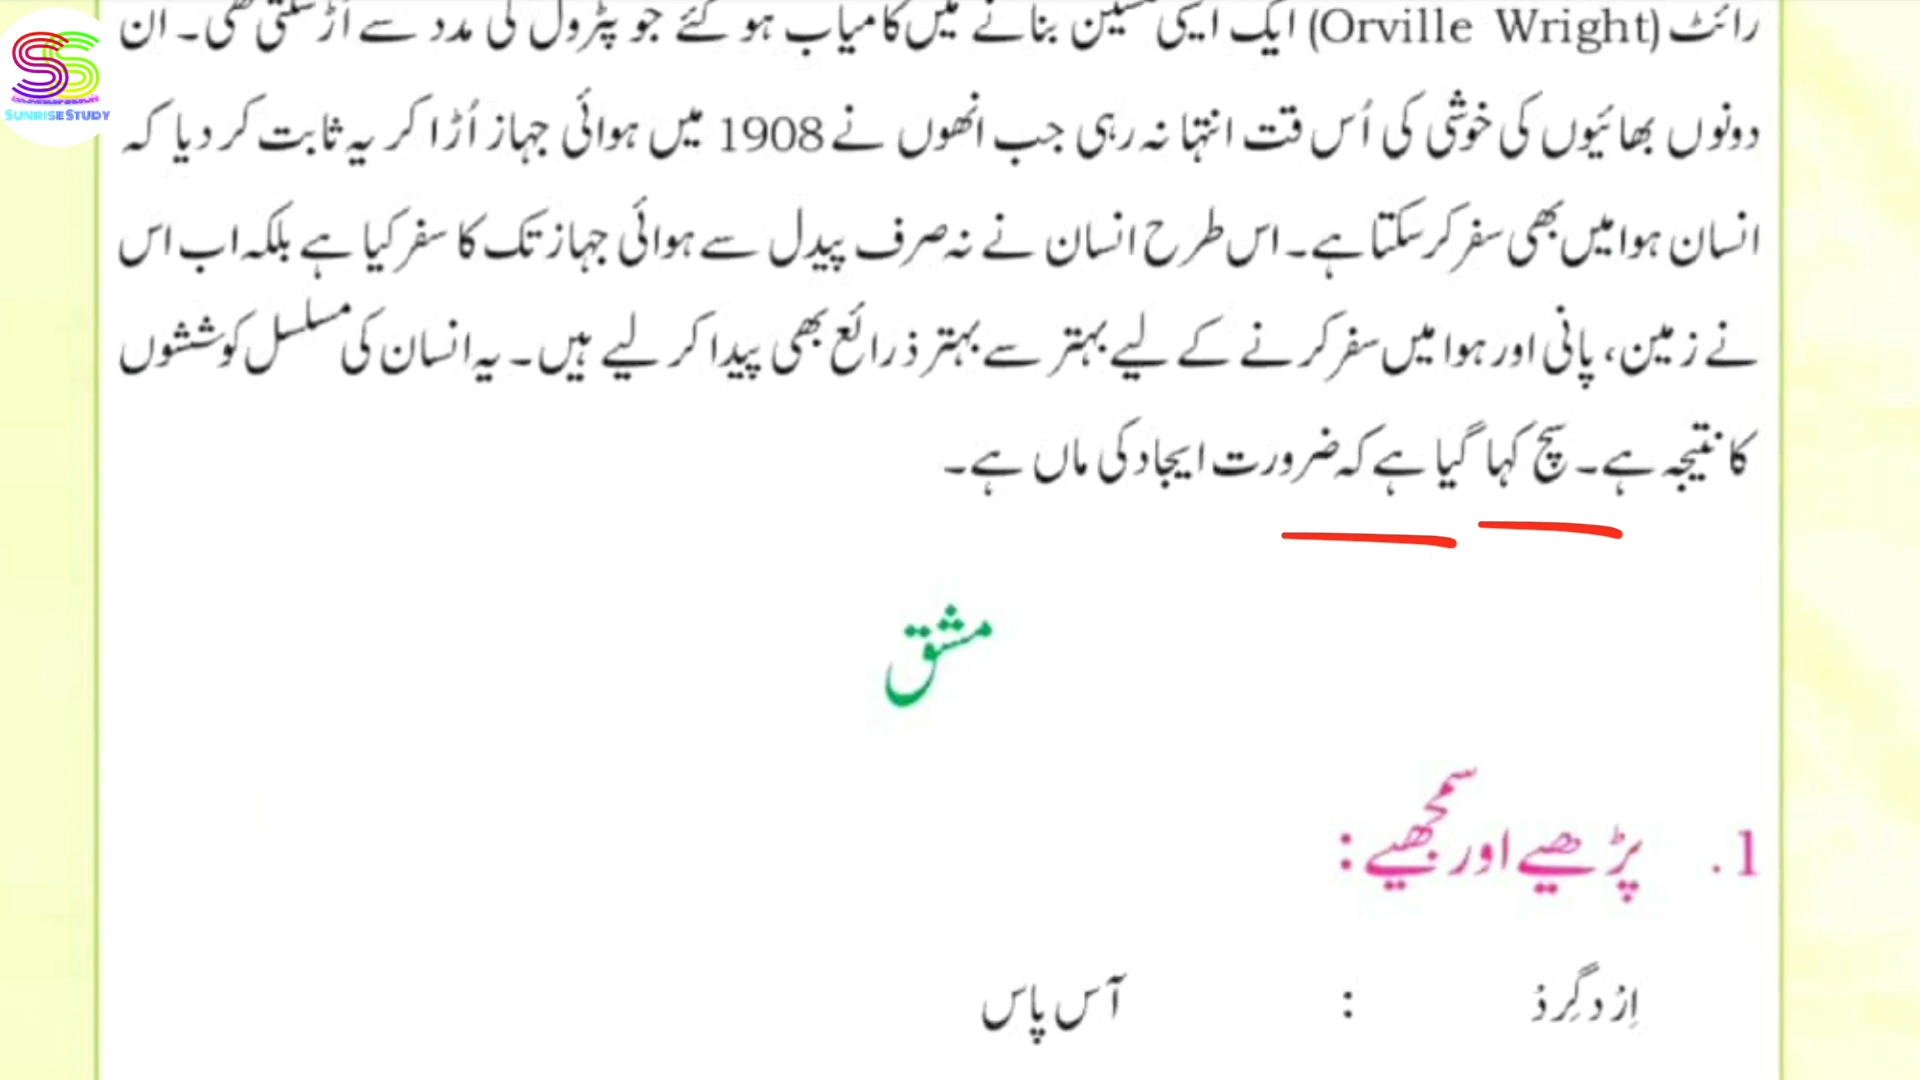 رائٹ (Orville Wright) ایک ایسی مشین بنانے میں کامیاب ہو گئے جو پٹرول کی مدد سے اُڑ سکتی تھی۔ ان
دونوں بھائیوں کی خوشی کی اُس قت انتہا نہ رہی جب انھوں نے 1908 میں ہوائی جہاز اُڑا کر یہ ثابت کر دیا کہ
انسان ہوا میں بھی سفر کر سکتا ہے۔ اس طرح انسان نے نہ صرف پیدل سے ہوائی جہاز تک کا سفر کیا ہے بلکہ اب اس
نے زمین، پانی اور ہوا میں سفر کرنے کے لیے بہتر سے بہتر ذرائع بھی پیدا کر لیے ہیں۔ یہ انسان کی مسلسل کوششوں
کا نتیجہ ہے۔ سچ کہا گیا ہے کہ ضرورت ایجاد کی ماں ہے۔
مشق
1. پڑھیے اور سمجھیے :
اِرْد گِرْد : آس پاس
SS
SUNRISE STUDY